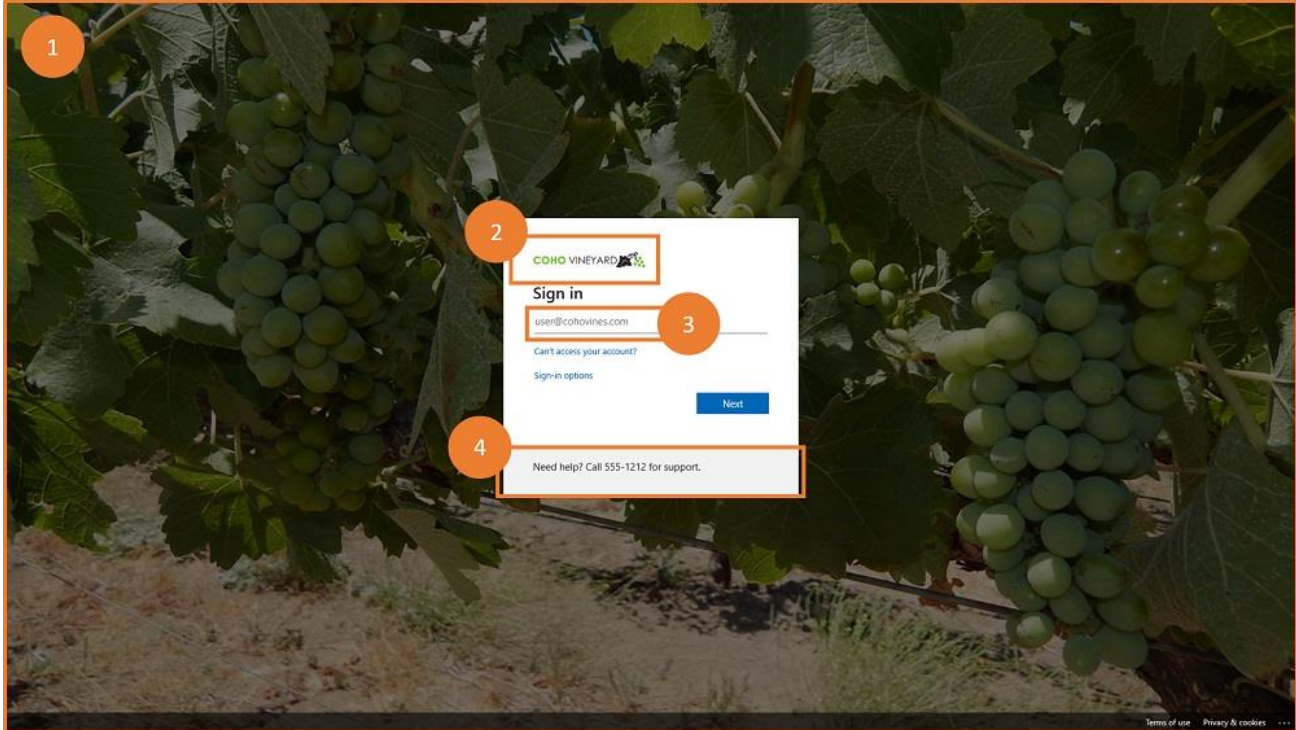 1
2
COHO VINEYARD
Sign in
user@cohovines.com
3
Can't access your account?
Sign-in options
Next
4
Need help? Call 555-1212 for support.
Terms of use Privacy & cookies ...